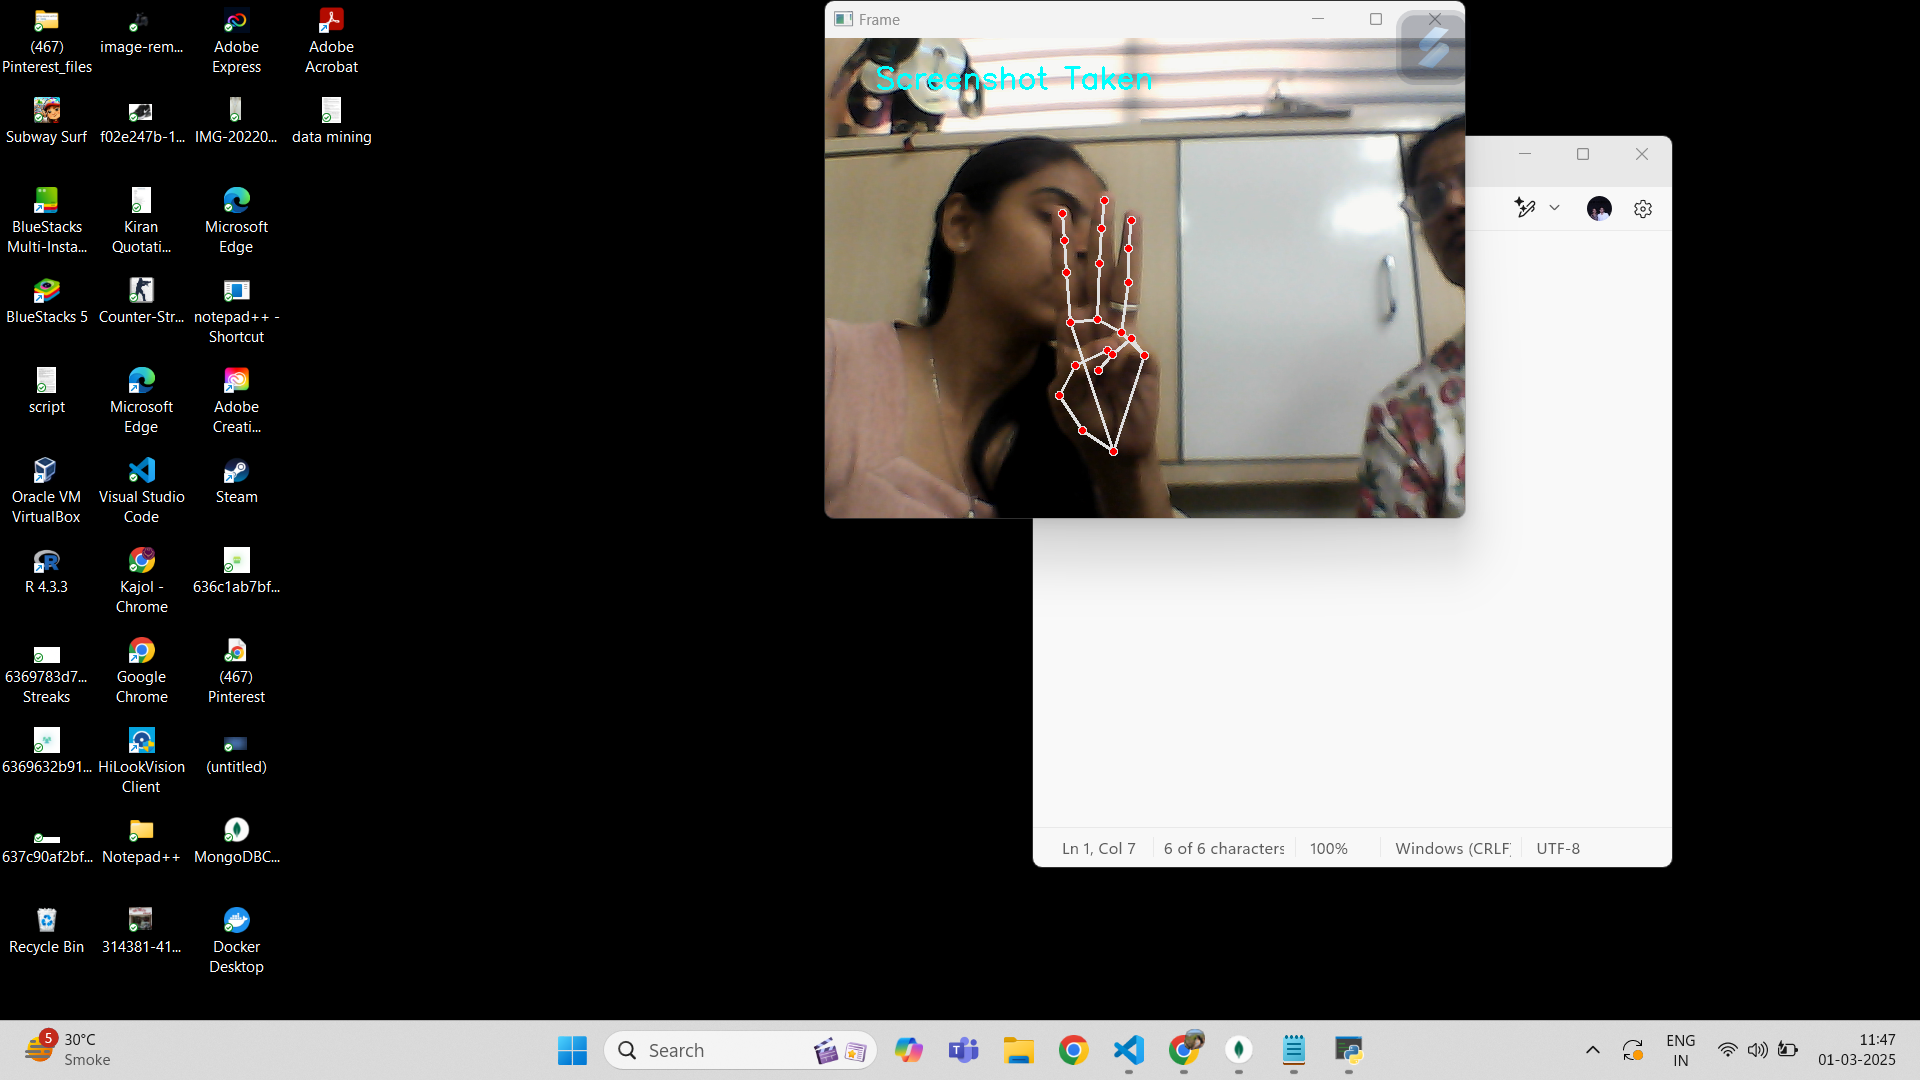 (467)
Pinterest_files
image-rem...
Adobe
Express
Adobe
Acrobat
Subway Surf
f02e247b-1...
IMG-20220...
data mining
BlueStacks
Multi-Insta...
Kiran
Quotati...
Microsoft
Edge
BlueStacks 5
Counter-Str...
notepad++ -
Shortcut
script
Microsoft
Edge
Adobe
Creati...
Oracle VM
VirtualBox
Visual Studio
Code
Steam
R 4.3.3
Kajol -
Chrome
636c1ab7bf...
6369783d7...
Streaks
Google
Chrome
(467)
Pinterest
6369632b91...
HiLookVision
Client
(untitled)
637c90af2bf...
Notepad++
MongoDBC...
Recycle Bin
314381-41...
Docker
Desktop
Frame
Screenshot Taken
Ln 1, Col 7
6 of 6 characters
100%
Windows (CRLF)
UTF-8
5
30°C
Smoke
Search
ENG
IN
11:47
01-03-2025